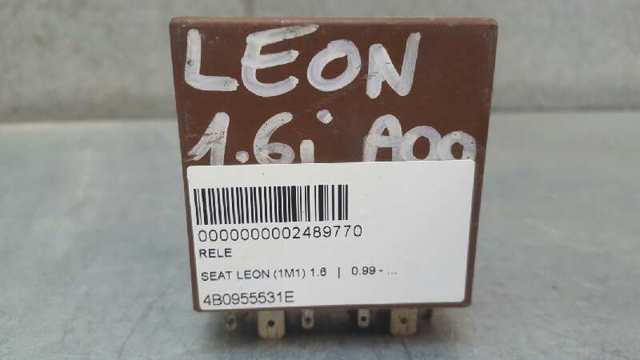 LEON
1.6i A00
0000000002489770
RELE
SEAT LEON (1M1) 1.6 | 0.99 - ...
4B0955531E